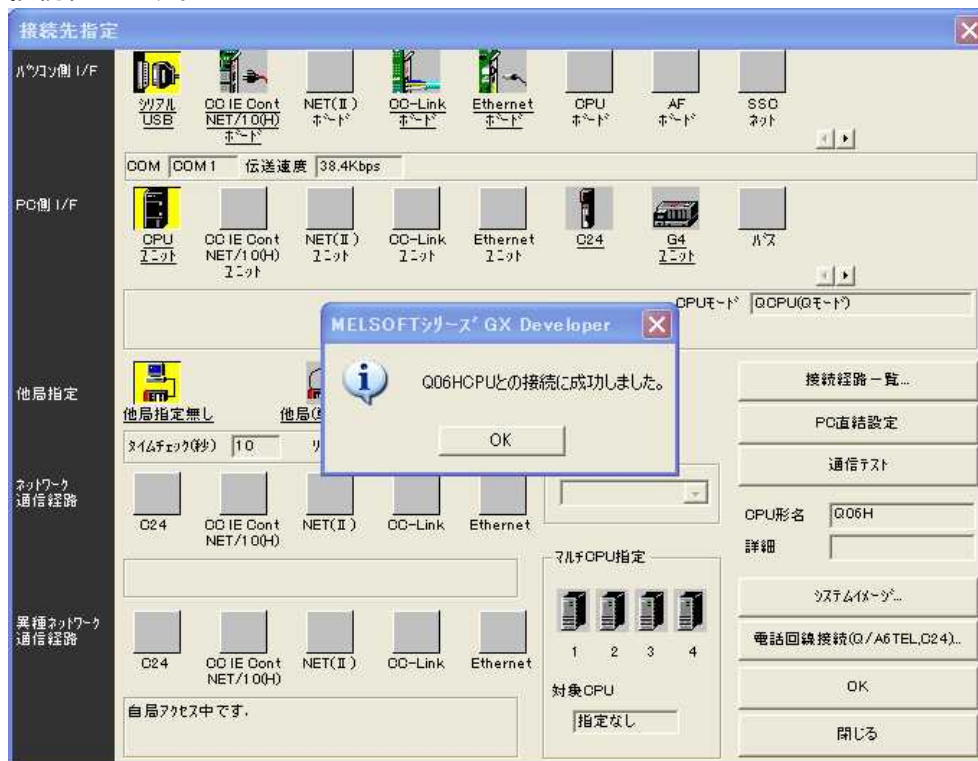 接続先指定
パソコン側 I/F
シリアル USB
CC IE Cont NET/10(H) ボード
NET(II) ボード
CC-Link ボード
Ethernet ボード
CPU ボード
AF ボード
SSC ネット
COM COM1 伝送速度 38.4Kbps
PC側 I/F
CPU ユニット
CC IE Cont NET/10(H) ユニット
NET(II) ユニット
CC-Link ユニット
Ethernet ユニット
C24
G4 ユニット
バス
CPUモード QCPU(Qモード)
MELSOFTシリーズ GX Developer
Q06HCPUとの接続に成功しました。
OK
他局指定
他局指定無し
タイムチェック(秒) 10
接続経路一覧...
PC直結設定
通信テスト
CPU形名 Q06H
詳細
システムイメージ...
電話回線接続(Q/A6TEL,C24)...
OK
閉じる
ネットワーク 通信経路
C24
CC IE Cont NET/10(H)
NET(II)
CC-Link
Ethernet
マルチCPU指定
1 2 3 4
対象CPU
指定なし
異種ネットワーク 通信経路
C24
CC IE Cont NET/10(H)
NET(II)
CC-Link
Ethernet
自局アクセス中です.